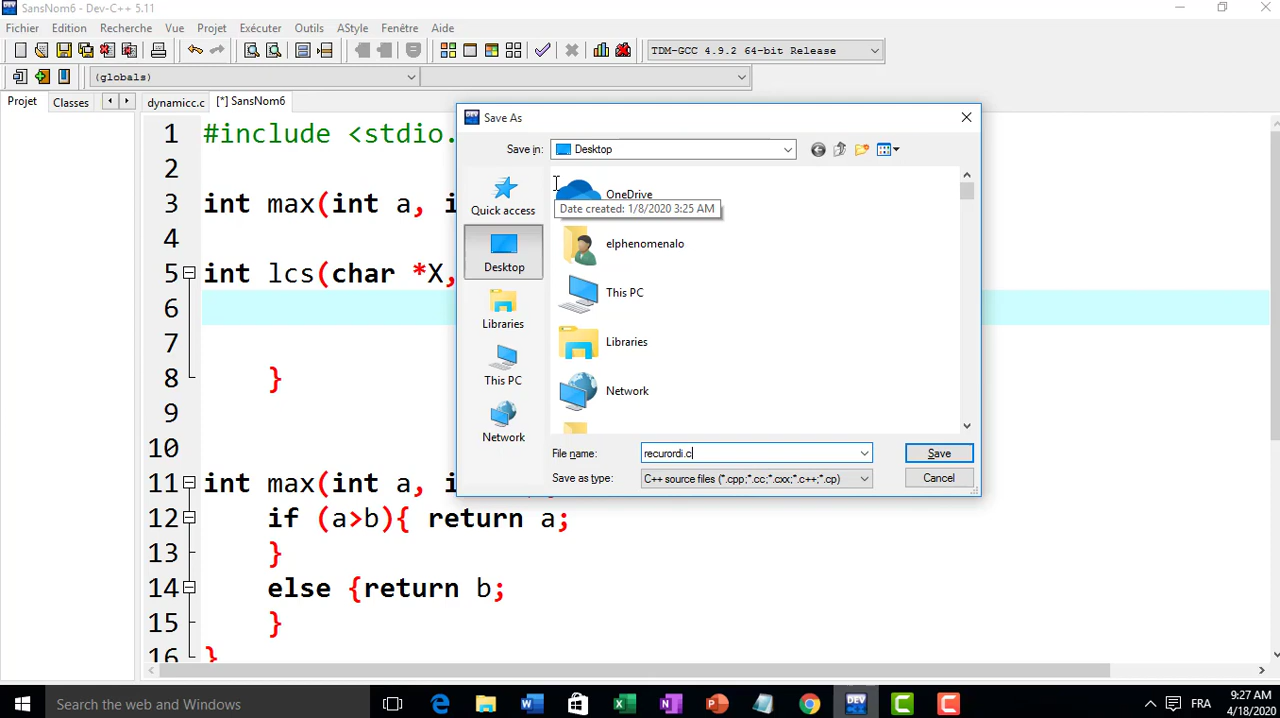 SansNom6 - Dev-C++ 5.11
Fichier Edition Recherche Vue Projet Exécuter Outils AStyle Fenêtre Aide
TDM-GCC 4.9.2 64-bit Release
(globals)
Projet Classes dynamicc.c [*] SansNom6
1 #include <stdio.
2
3 int max(int a, i
4
5 int lcs(char *X,
6
7
8 }
9
10
11 int max(int a, i
12 if (a>b){ return a;
13 }
14 else {return b;
15 }
16 }
Save As
Save in: Desktop
Quick access
Desktop
Libraries
This PC
Network
OneDrive
Date created: 1/8/2020 3:25 AM
elphenomenalo
This PC
Libraries
Network
File name: recurordi.c Save
Save as type: C++ source files (*.cpp;*.cc;*.cxx;*.c++;*.cp) Cancel
Search the web and Windows
FRA
9:27 AM
4/18/2020